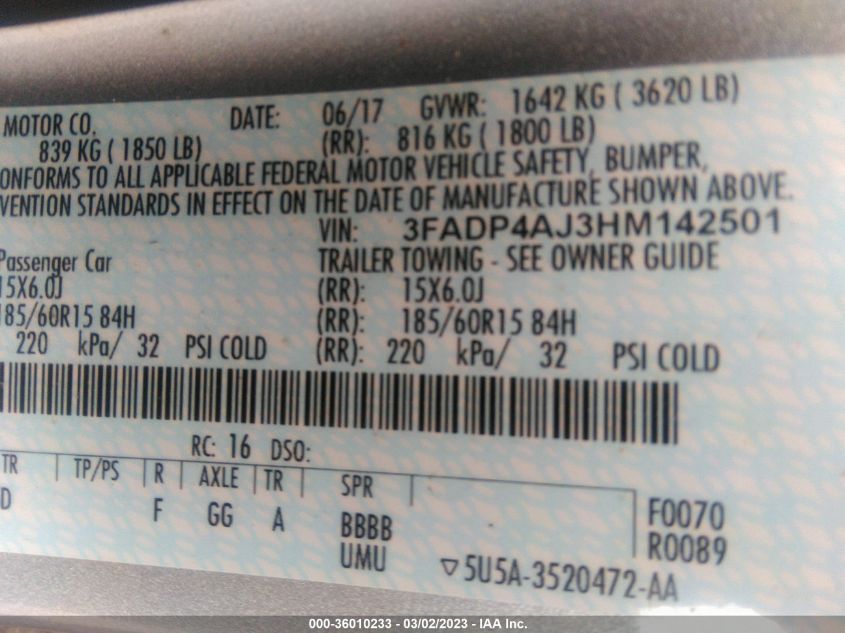 MOTOR CO. DATE: 06/17 GVWR: 1642 KG ( 3620 LB)
839 KG ( 1850 LB) (RR): 816 KG ( 1800 LB)
ONFORMS TO ALL APPLICABLE FEDERAL MOTOR VEHICLE SAFETY, BUMPER,
VENTION STANDARDS IN EFFECT ON THE DATE OF MANUFACTURE SHOWN ABOVE.
VIN: 3FADP4AJ3HM142501
Passenger Car TRAILER TOWING - SEE OWNER GUIDE
15X6.0J (RR): 15X6.0J
185/60R15 84H (RR): 185/60R15 84H
220 kPa/ 32 PSI COLD (RR): 220 kPa/ 32 PSI COLD
RC: 16 DSO:
TR TP/PS R AXLE TR SPR
D F GG A BBBB F0070
UMU R0089
▽5U5A-3520472-AA
000-36010233 - 03/02/2023 - IAA Inc.